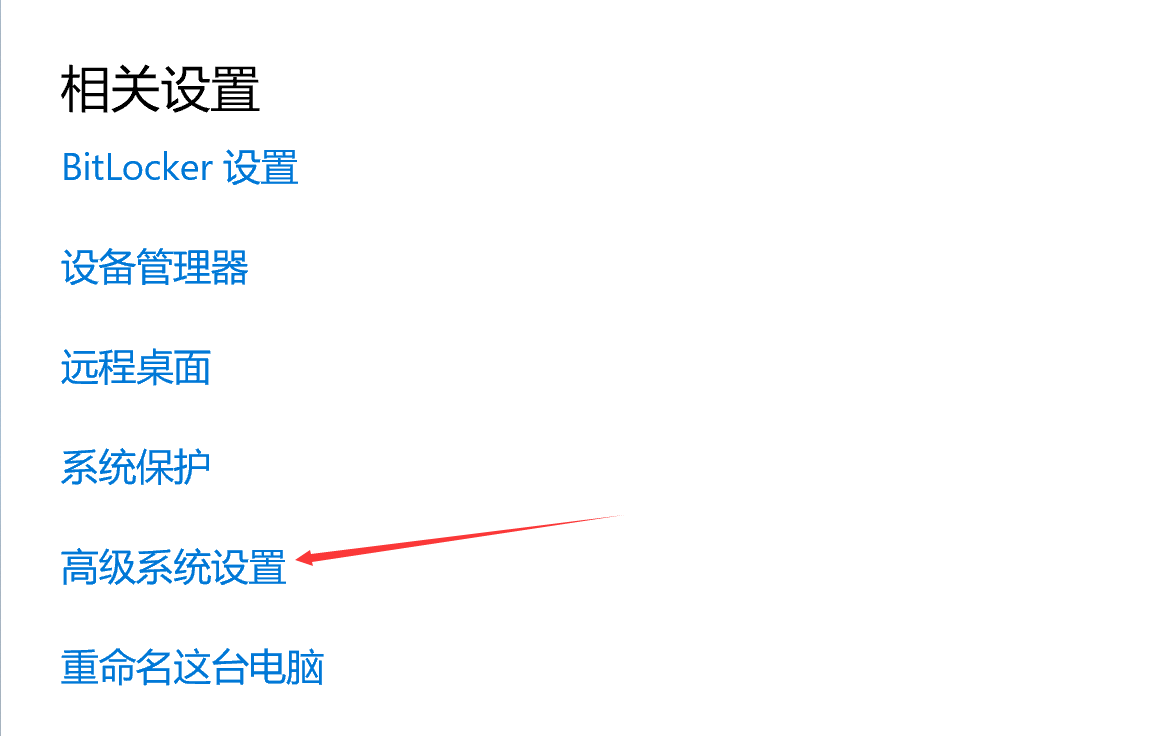 相关设置
BitLocker 设置
设备管理器
远程桌面
系统保护
高级系统设置
重命名这台电脑